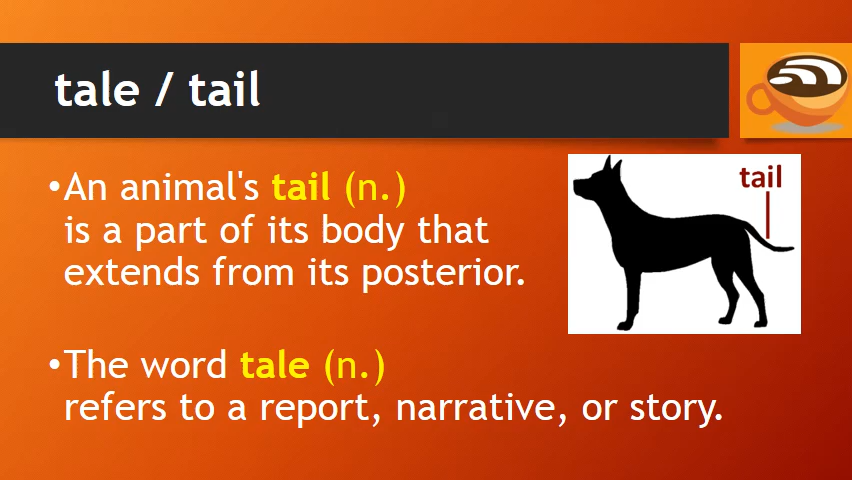 tale / tail
•An animal's tail (n.)
is a part of its body that
extends from its posterior.
tail
•The word tale (n.)
refers to a report, narrative, or story.